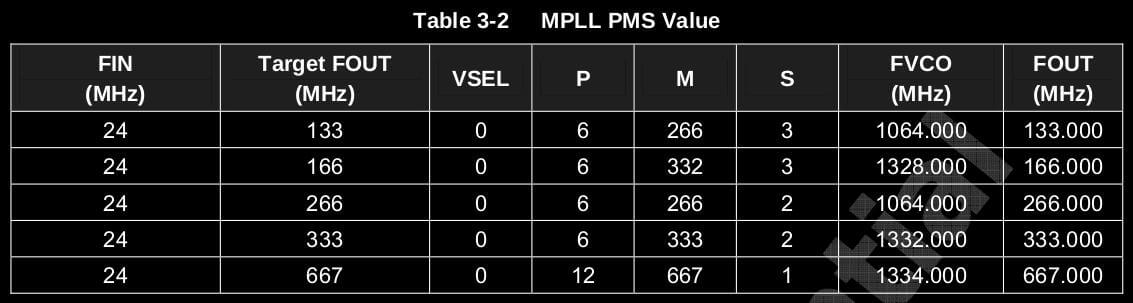 Table 3-2 MPLL PMS Value
FIN (MHz) Target FOUT (MHz) VSEL P M S FVCO (MHz) FOUT (MHz)
24 133 0 6 266 3 1064.000 133.000
24 166 0 6 332 3 1328.000 166.000
24 266 0 6 266 2 1064.000 266.000
24 333 0 6 333 2 1332.000 333.000
24 667 0 12 667 1 1334.000 667.000
tial